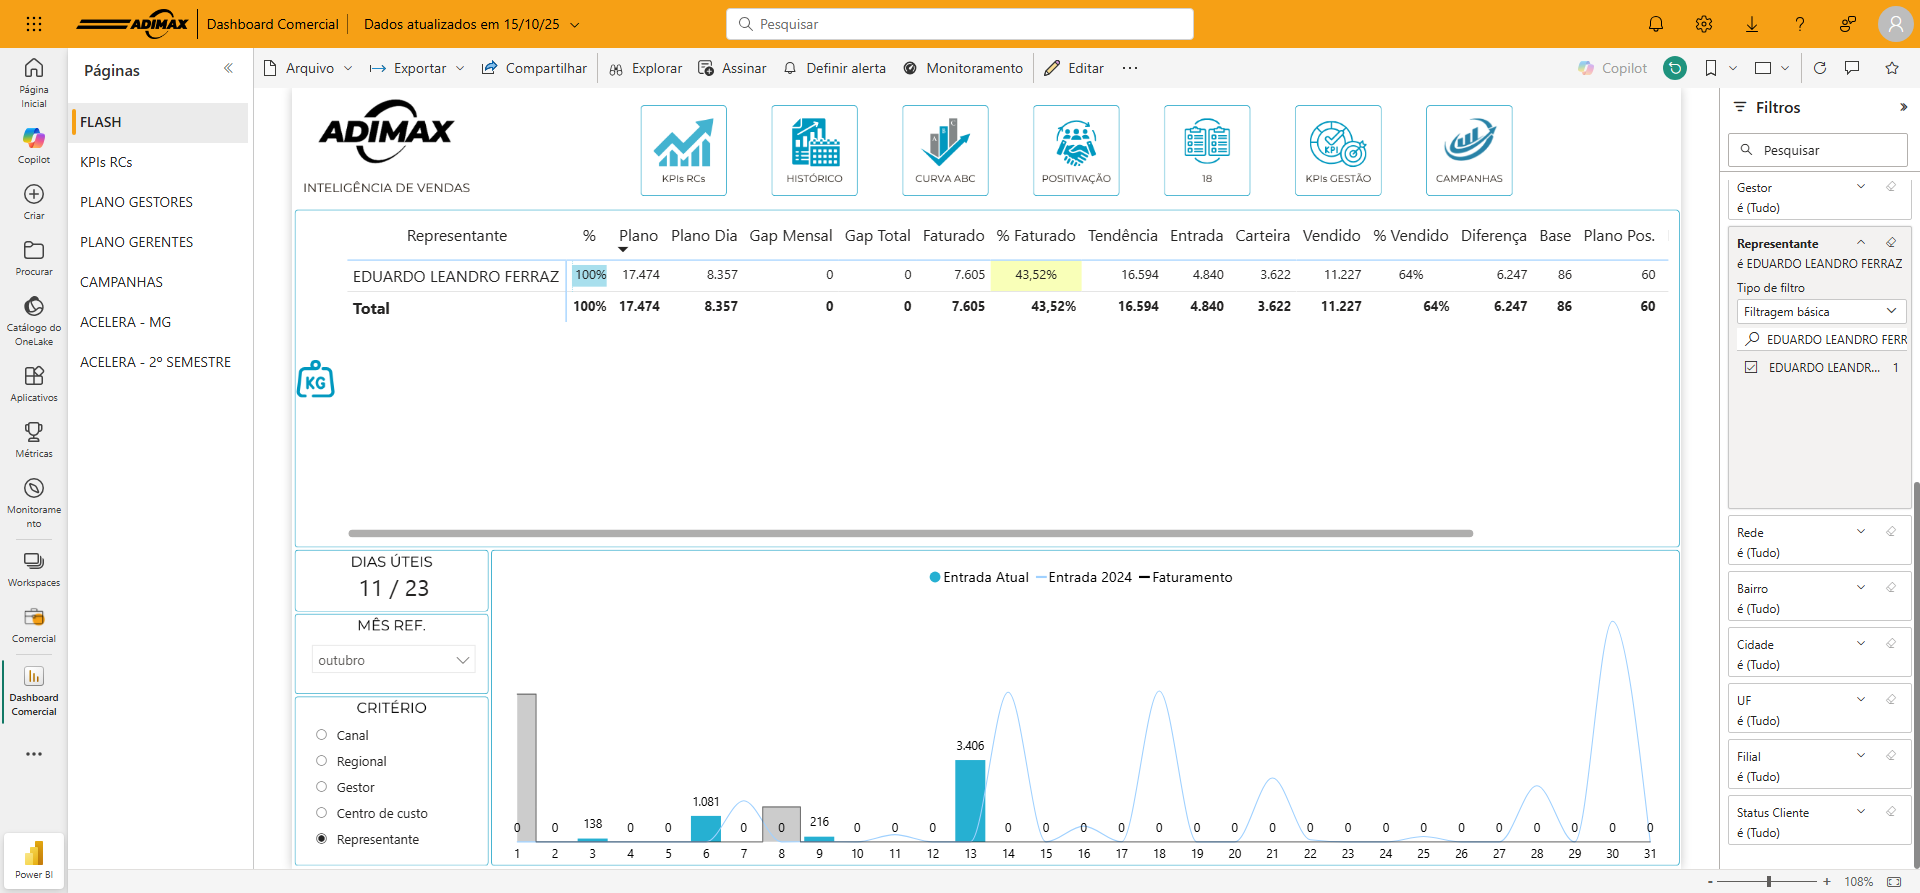 ADIMAX
Dashboard Comercial
Dados atualizados em 15/10/25
Pesquisar
Página Inicial
Copilot
Criar
Procurar
Catálogo do OneLake
Aplicativos
Métricas
Monitorame
nto
Workspaces
Comercial
Dashboard Comercial
Power BI
Páginas
FLASH
KPIs RCs
PLANO GESTORES
PLANO GERENTES
CAMPANHAS
ACELERA - MG
ACELERA - 2º SEMESTRE
Arquivo Exportar Compartilhar Explorar Assinar Definir alerta Monitoramento Editar ··· Copilot
ADIMAX
INTELIGÊNCIA DE VENDAS
KPIs RCs HISTÓRICO CURVA ABC POSITIVAÇÃO 18 KPIs GESTÃO CAMPANHAS
Representante % Plano Plano Dia Gap Mensal Gap Total Faturado % Faturado Tendência Entrada Carteira Vendido % Vendido Diferença Base Plano Pos.
EDUARDO LEANDRO FERRAZ 100% 17.474 8.357 0 0 7.605 43,52% 16.594 4.840 3.622 11.227 64% 6.247 86 60
Total 100% 17.474 8.357 0 0 7.605 43,52% 16.594 4.840 3.622 11.227 64% 6.247 86 60
KG
DIAS ÚTEIS
11 / 23
MÊS REF.
outubro
CRITÉRIO
Canal
Regional
Gestor
Centro de custo
Representante
Entrada Atual Entrada 2024 Faturamento
0 0 138 0 0 1.081 0 0 216 0 0 0 3.406 0 0 0 0 0 0 0 0 0 0 0 0 0 0 0 0 0 0
1 2 3 4 5 6 7 8 9 10 11 12 13 14 15 16 17 18 19 20 21 22 23 24 25 26 27 28 29 30 31
Filtros
Pesquisar
Gestor
é (Tudo)
Representante
é EDUARDO LEANDRO FERRAZ
Tipo de filtro
Filtragem básica
EDUARDO LEANDRO FERR
EDUARDO LEANDR... 1
Rede
é (Tudo)
Bairro
é (Tudo)
Cidade
é (Tudo)
UF
é (Tudo)
Filial
é (Tudo)
Status Cliente
é (Tudo)
- + 108%